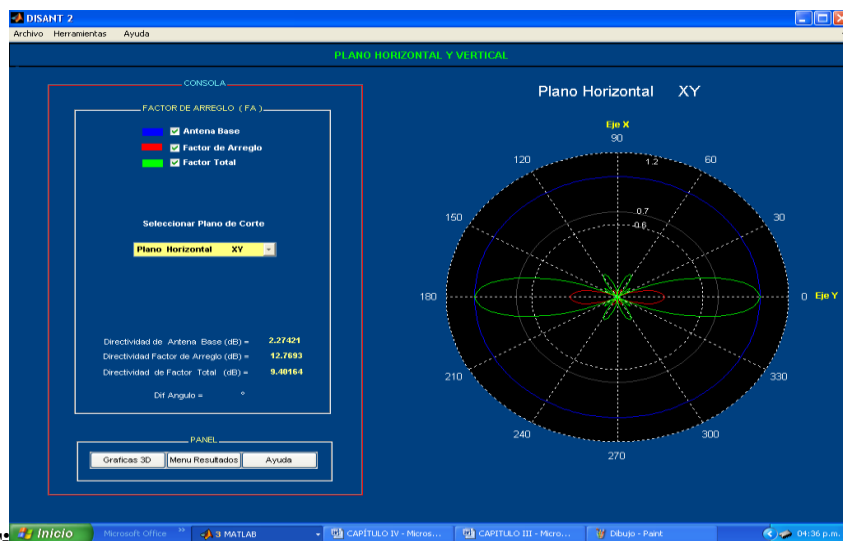 DISANT 2
Archivo Herramientas Ayuda
PLANO HORIZONTAL Y VERTICAL
CONSOLA
FACTOR DE ARREGLO ( FA )
Antena Base
Factor de Arreglo
Factor Total
Seleccionar Plano de Corte
Plano Horizontal XY
Directividad de Antena Base (dB) = 2.27421
Directividad Factor de Arreglo (dB) = 12.7693
Directividad de Factor Total (dB) = 9.40164
Dif Angulo = °
PANEL
Graficas 3D Menu Resultados Ayuda
Plano Horizontal XY
Eje X
90
120 1.2 60
150 0.7 30
0.6
180 0 Eje Y
210 330
240 300
270
Inicio Microsoft Office » 3 MATLAB CAPÍTULO IV - Micros... CAPITULO III - Micro... Dibujo - Paint 04:36 p.m.